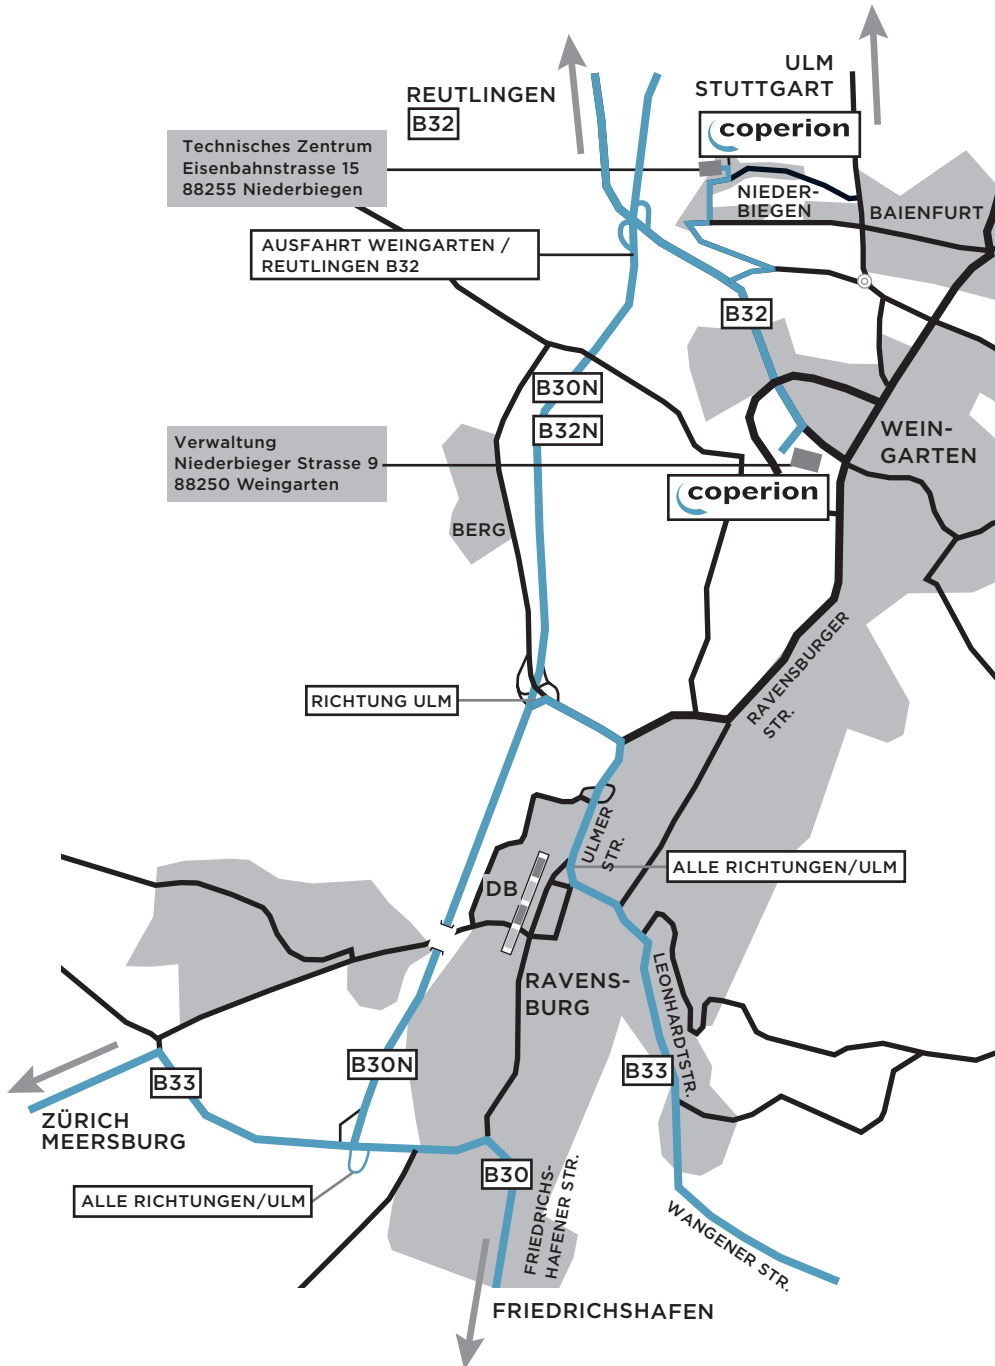 ULM
STUTTGART
REUTLINGEN
B32
coperion
Technisches Zentrum
Eisenbahnstrasse 15
88255 Niederbiegen
NIEDER-
BIEGEN
BAIENFURT
AUSFAHRT WEINGARTEN /
REUTLINGEN B32
B32
B30N
B32N
WEIN-
GARTEN
Verwaltung
Niederbieger Strasse 9
88250 Weingarten
coperion
BERG
RAVENSBURGER
STR.
RICHTUNG ULM
ULMER
STR.
ALLE RICHTUNGEN/ULM
DB
RAVENS-
BURG
LEONHARDTSTR.
B30N
B33
B33
ZÜRICH
MEERSBURG
B30
ALLE RICHTUNGEN/ULM
FRIEDRICHS-
HAFENER STR.
WANGENER STR.
FRIEDRICHSHAFEN